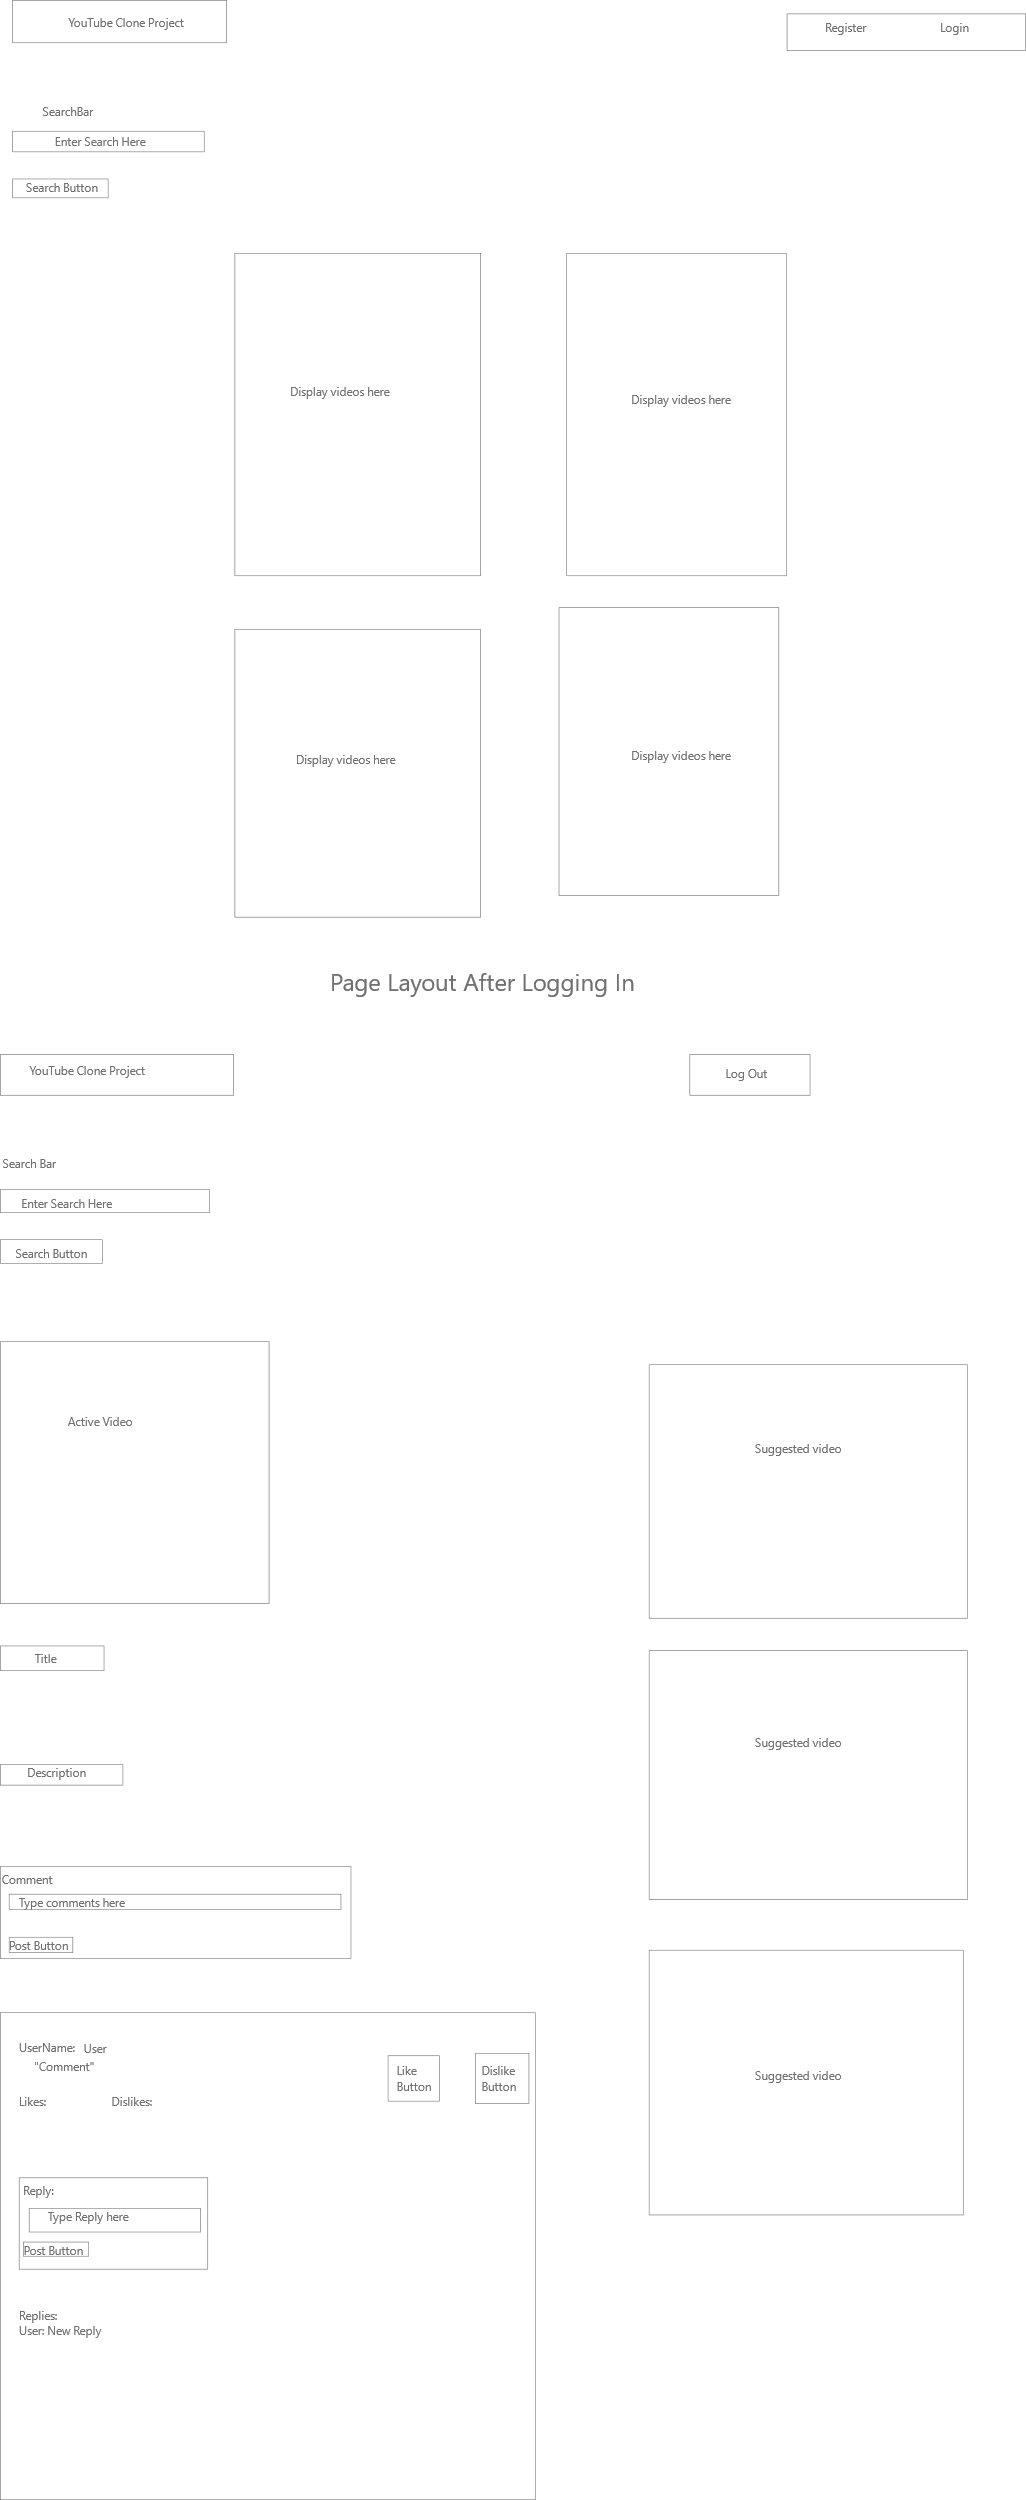 YouTube Clone Project
Register
Login
SearchBar
Enter Search Here
Search Button
Display videos here
Display videos here
Display videos here
Display videos here
Page Layout After Logging In
YouTube Clone Project
Log Out
Search Bar
Enter Search Here
Search Button
Active Video
Suggested video
Title
Suggested video
Description
Comment
Type comments here
Post Button
UserName: User
"Comment"
Likes:
Dislikes:
Like
Button
Dislike
Button
Suggested video
Reply:
Type Reply here
Post Button
Replies:
User: New Reply